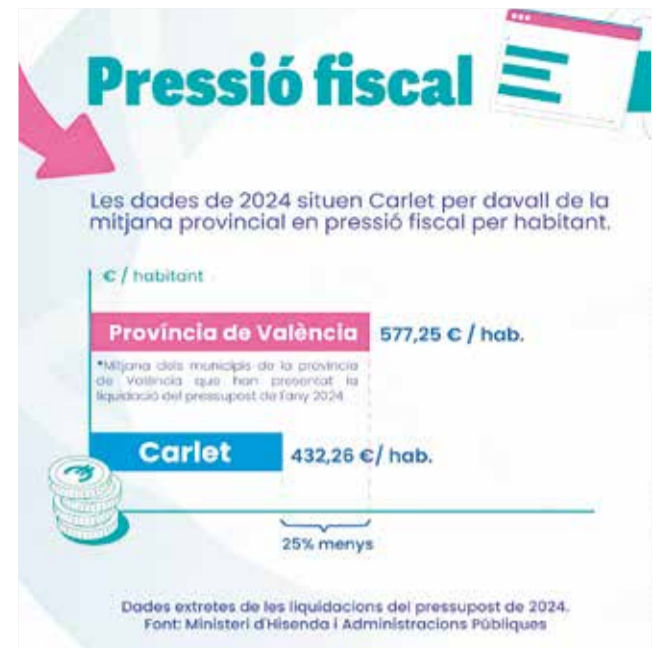 Pressió fiscal
Les dades de 2024 situen Carlet per davall de la
mitjana provincial en pressió fiscal per habitant.
€ / habitant
Província de València
577,25 € / hab.
*Mitjana dels municipis de la província
de València que han presentat la
liquidació del pressupost de l'any 2024
Carlet
432,26 €/ hab.
25% menys
Dades extretes de les liquidacions del pressupost de 2024.
Font: Ministeri d'Hisenda i Administracions Públiques